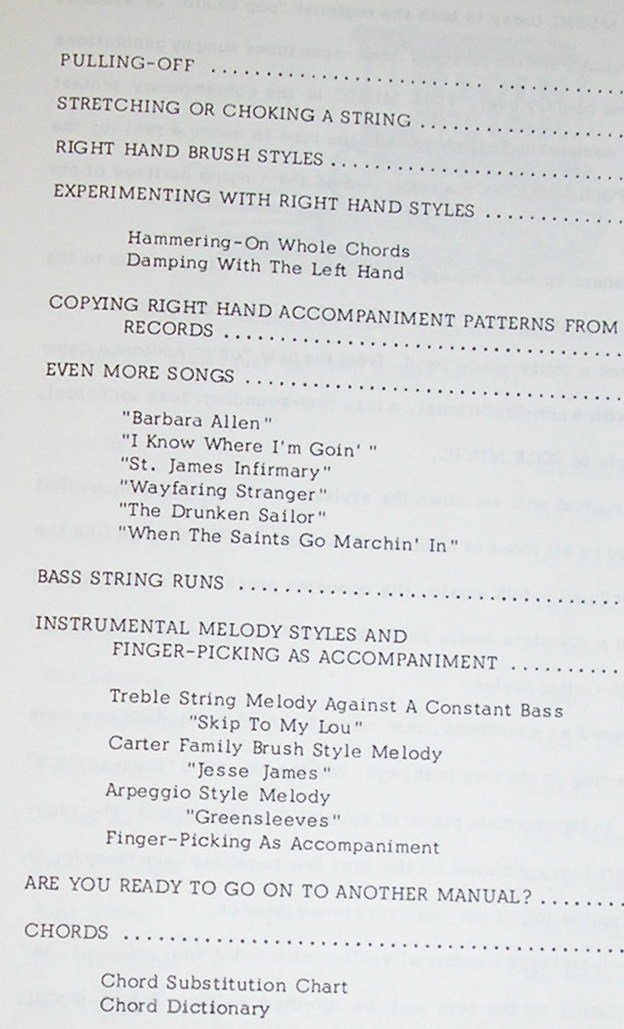 PULLING-OFF ......................................
STRETCHING OR CHOKING A STRING ...................
RIGHT HAND BRUSH STYLES ..........................
EXPERIMENTING WITH RIGHT HAND STYLES .............
Hammering-On Whole Chords
Damping With The Left Hand
COPYING RIGHT HAND ACCOMPANIMENT PATTERNS FROM
RECORDS ..........................................
EVEN MORE SONGS ..................................
"Barbara Allen"
"I Know Where I'm Goin' "
"St. James Infirmary"
"Wayfaring Stranger"
"The Drunken Sailor"
"When The Saints Go Marchin' In"
BASS STRING RUNS .................................
INSTRUMENTAL MELODY STYLES AND
FINGER-PICKING AS ACCOMPANIMENT ..........
Treble String Melody Against A Constant Bass
"Skip To My Lou"
Carter Family Brush Style Melody
"Jesse James"
Arpeggio Style Melody
"Greensleeves"
Finger-Picking As Accompaniment
ARE YOU READY TO GO ON TO ANOTHER MANUAL? ........
CHORDS ...........................................
Chord Substitution Chart
Chord Dictionary